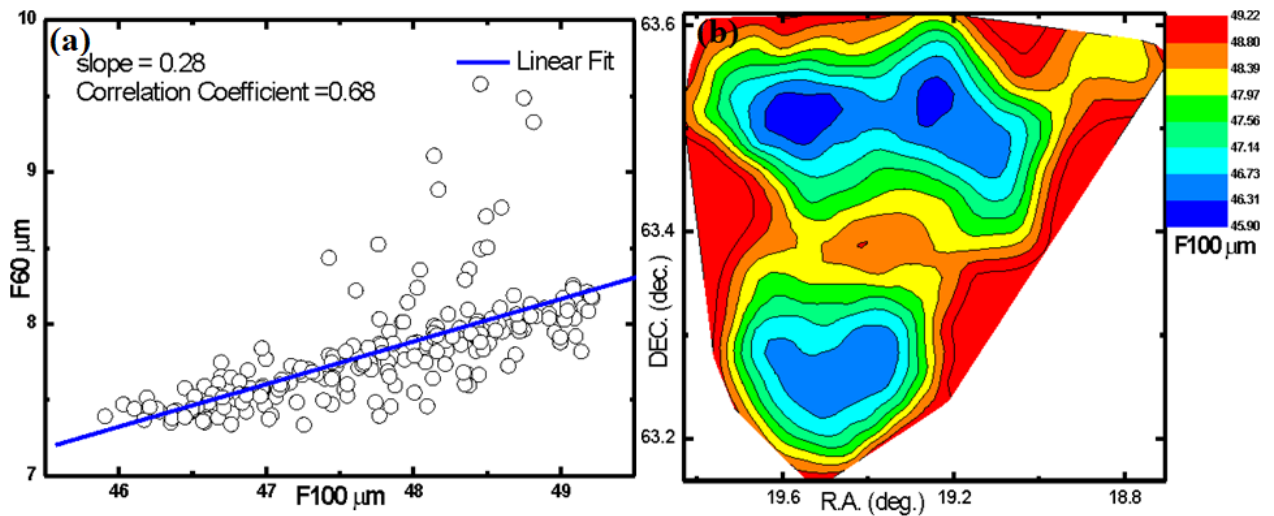 (a)
slope = 0.28
Correlation Coefficient =0.68
Linear Fit
10
9
8
7
F60 μm
46 47 48 49
F100 μm
(b)
63.6
63.4
63.2
DEC. (dec.)
19.6 19.2 18.8
R.A. (deg.)
49.22
48.80
48.39
47.97
47.56
47.14
46.73
46.31
45.90
F100 μm